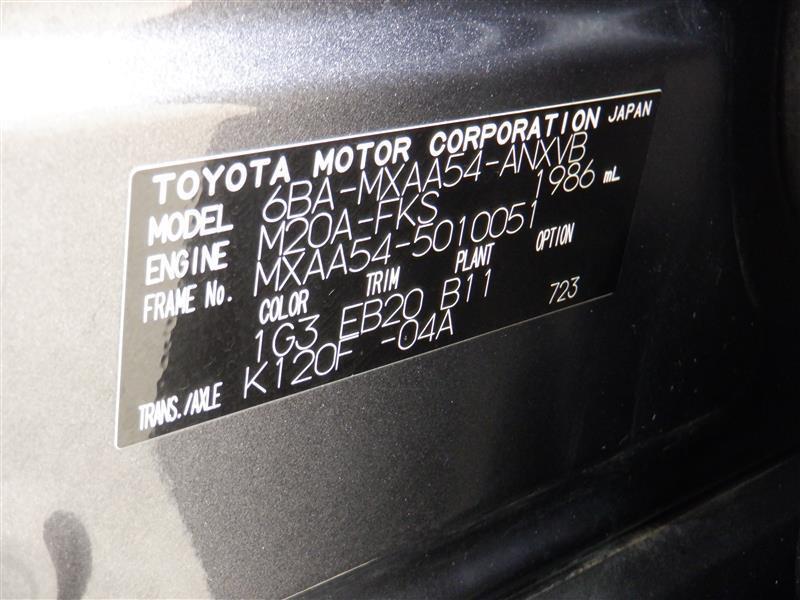 TOYOTA MOTOR CORPORATION JAPAN
MODEL 6BA-MXAA54-ANXVB
ENGINE M20A-FKS 1986 mL
FRAME No. MXAA54-5010051
COLOR TRIM PLANT OPTION
1G3 EB20 B11 723
TRANS./AXLE K120F -04A